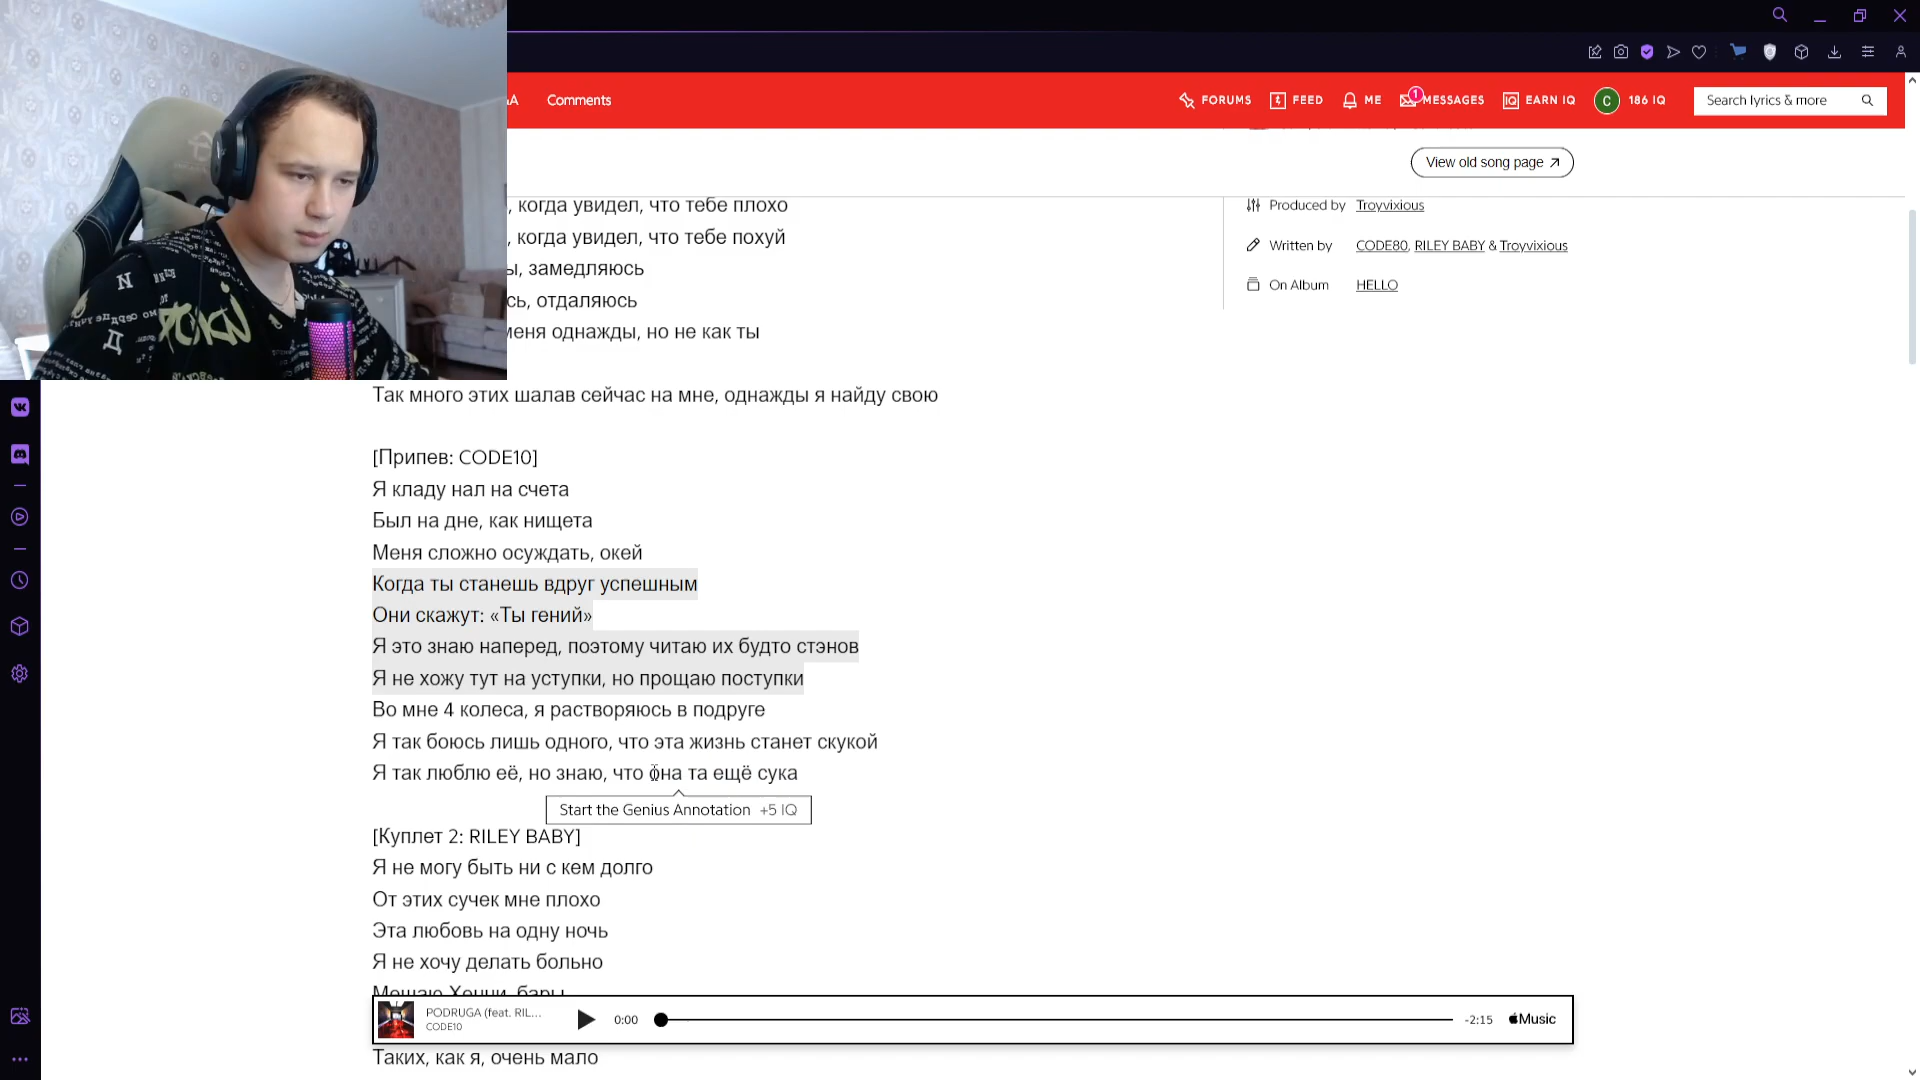 Comments
FORUMS
FEED
ME
1
MESSAGES
EARN IQ
C
186 IQ
Search lyrics & more
View old song page
, когда увидел, что тебе плохо
, когда увидел, что тебе похуй
ы, замедляюсь
сь, отдаляюсь
меня однажды, но не как ты
Так много этих шалав сейчас на мне, однажды я найду свою
[Припев: CODE10]
Я кладу нал на счета
Был на дне, как нищета
Меня сложно осуждать, окей
Когда ты станешь вдруг успешным
Они скажут: «Ты гений»
Я это знаю наперед, поэтому читаю их будто стэнов
Я не хожу тут на уступки, но прощаю поступки
Во мне 4 колеса, я растворяюсь в подруге
Я так боюсь лишь одного, что эта жизнь станет скукой
Я так люблю её, но знаю, что она та ещё сука
Start the Genius Annotation +5 IQ
[Куплет 2: RILEY BABY]
Я не могу быть ни с кем долго
От этих сучек мне плохо
Эта любовь на одну ночь
Я не хочу делать больно
Мешаю Хенни, бары
Таких, как я, очень мало
Produced by Troyvixious
Written by CODE80, RILEY BABY & Troyvixious
On Album HELLO
PODRUGA (feat. RIL...
CODE10
0:00
-2:15
Music